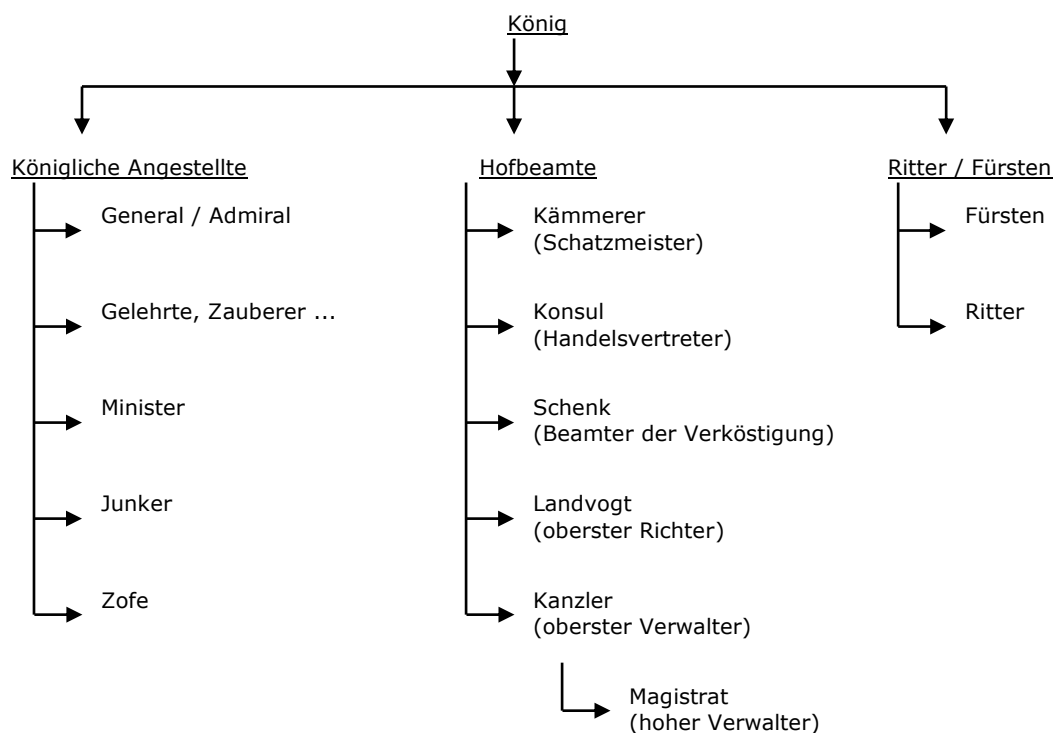 König
Königliche Angestellte
General / Admiral
Gelehrte, Zauberer ...
Minister
Junker
Zofe
Hofbeamte
Kämmerer
(Schatzmeister)
Konsul
(Handelsvertreter)
Schenk
(Beamter der Verköstigung)
Landvogt
(oberster Richter)
Kanzler
(oberster Verwalter)
Magistrat
(hoher Verwalter)
Ritter / Fürsten
Fürsten
Ritter